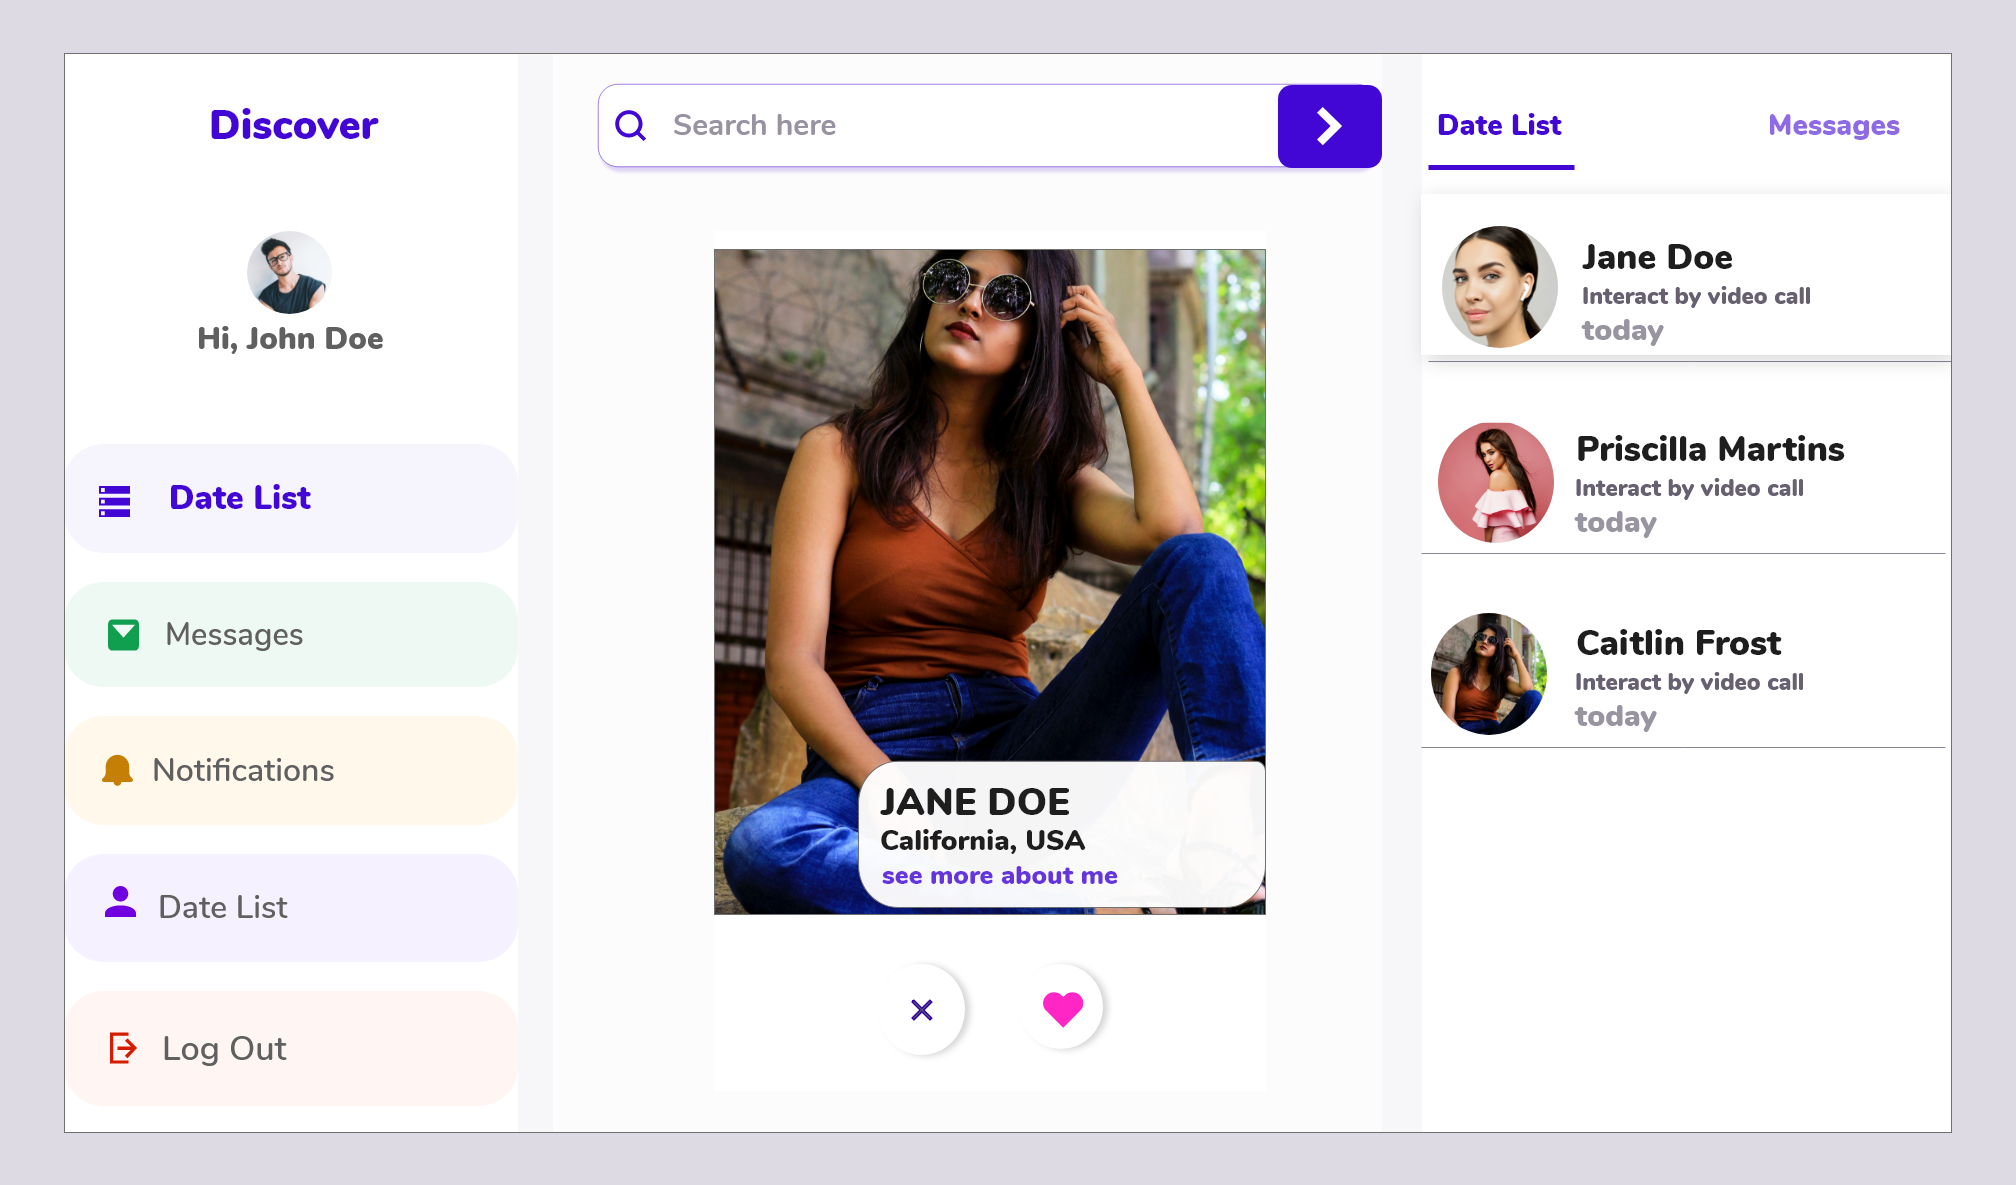 Discover
Hi, John Doe
Date List
Messages
Notifications
Date List
Log Out
Search here
JANE DOE
California, USA
see more about me
Date List
Messages
Jane Doe
Interact by video call
today
Priscilla Martins
Interact by video call
today
Caitlin Frost
Interact by video call
today